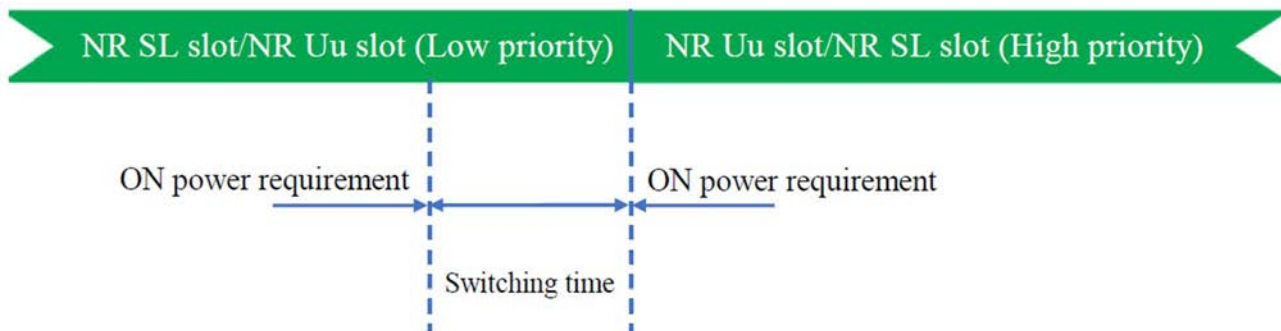 NR SL slot/NR Uu slot (Low priority)
NR Uu slot/NR SL slot (High priority)
ON power requirement
ON power requirement
Switching time